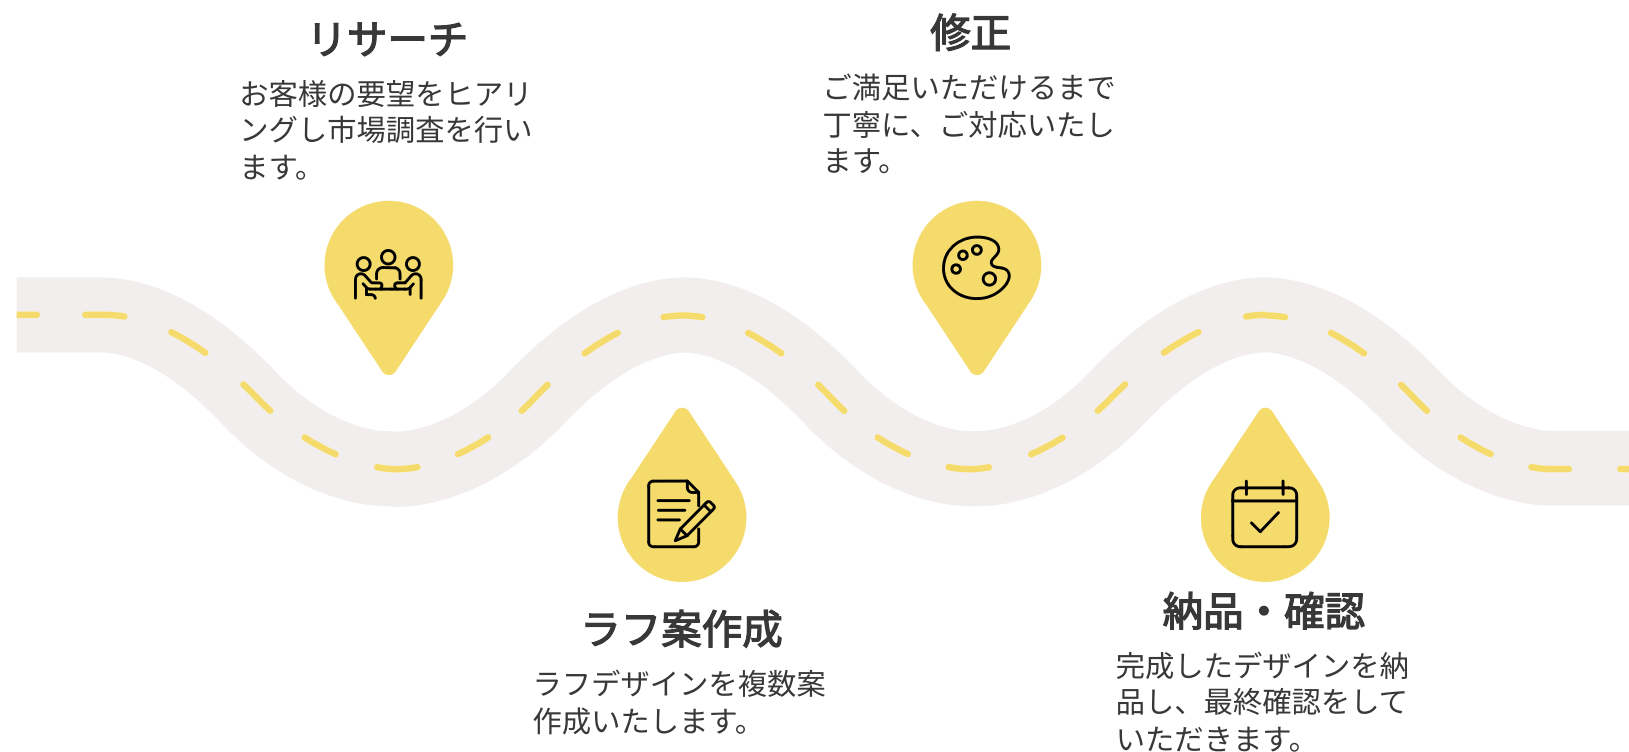 リサーチ
お客様の要望をヒアリ
ングし市場調査を行い
ます。
ラフ案作成
ラフデザインを複数案
作成いたします。
修正
ご満足いただけるまで
丁寧に、ご対応いたし
ます。
納品・確認
完成したデザインを納
品し、最終確認をして
いただきます。